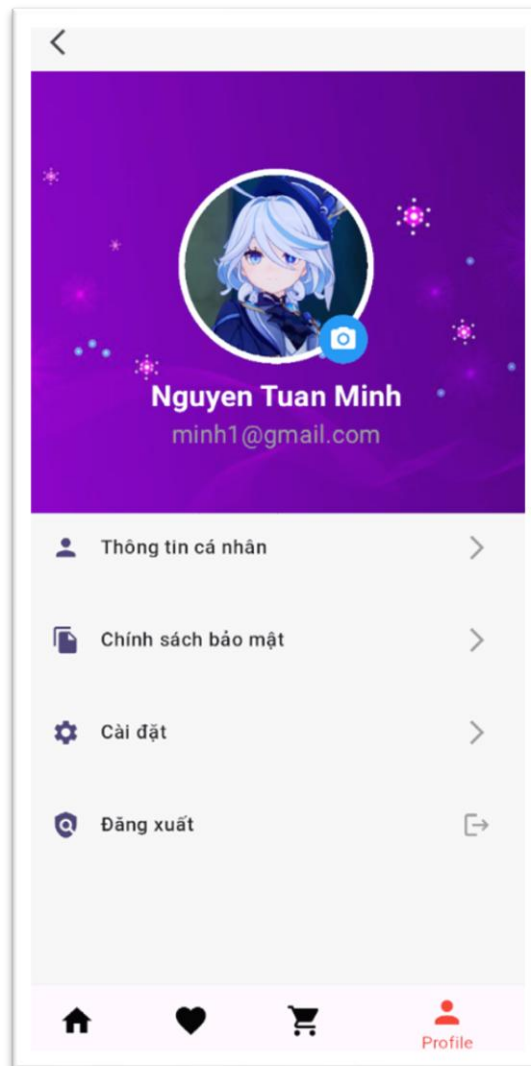 Nguyen Tuan Minh
minh1@gmail.com
Thông tin cá nhân
Chính sách bảo mật
Cài đặt
Đăng xuất
Profile